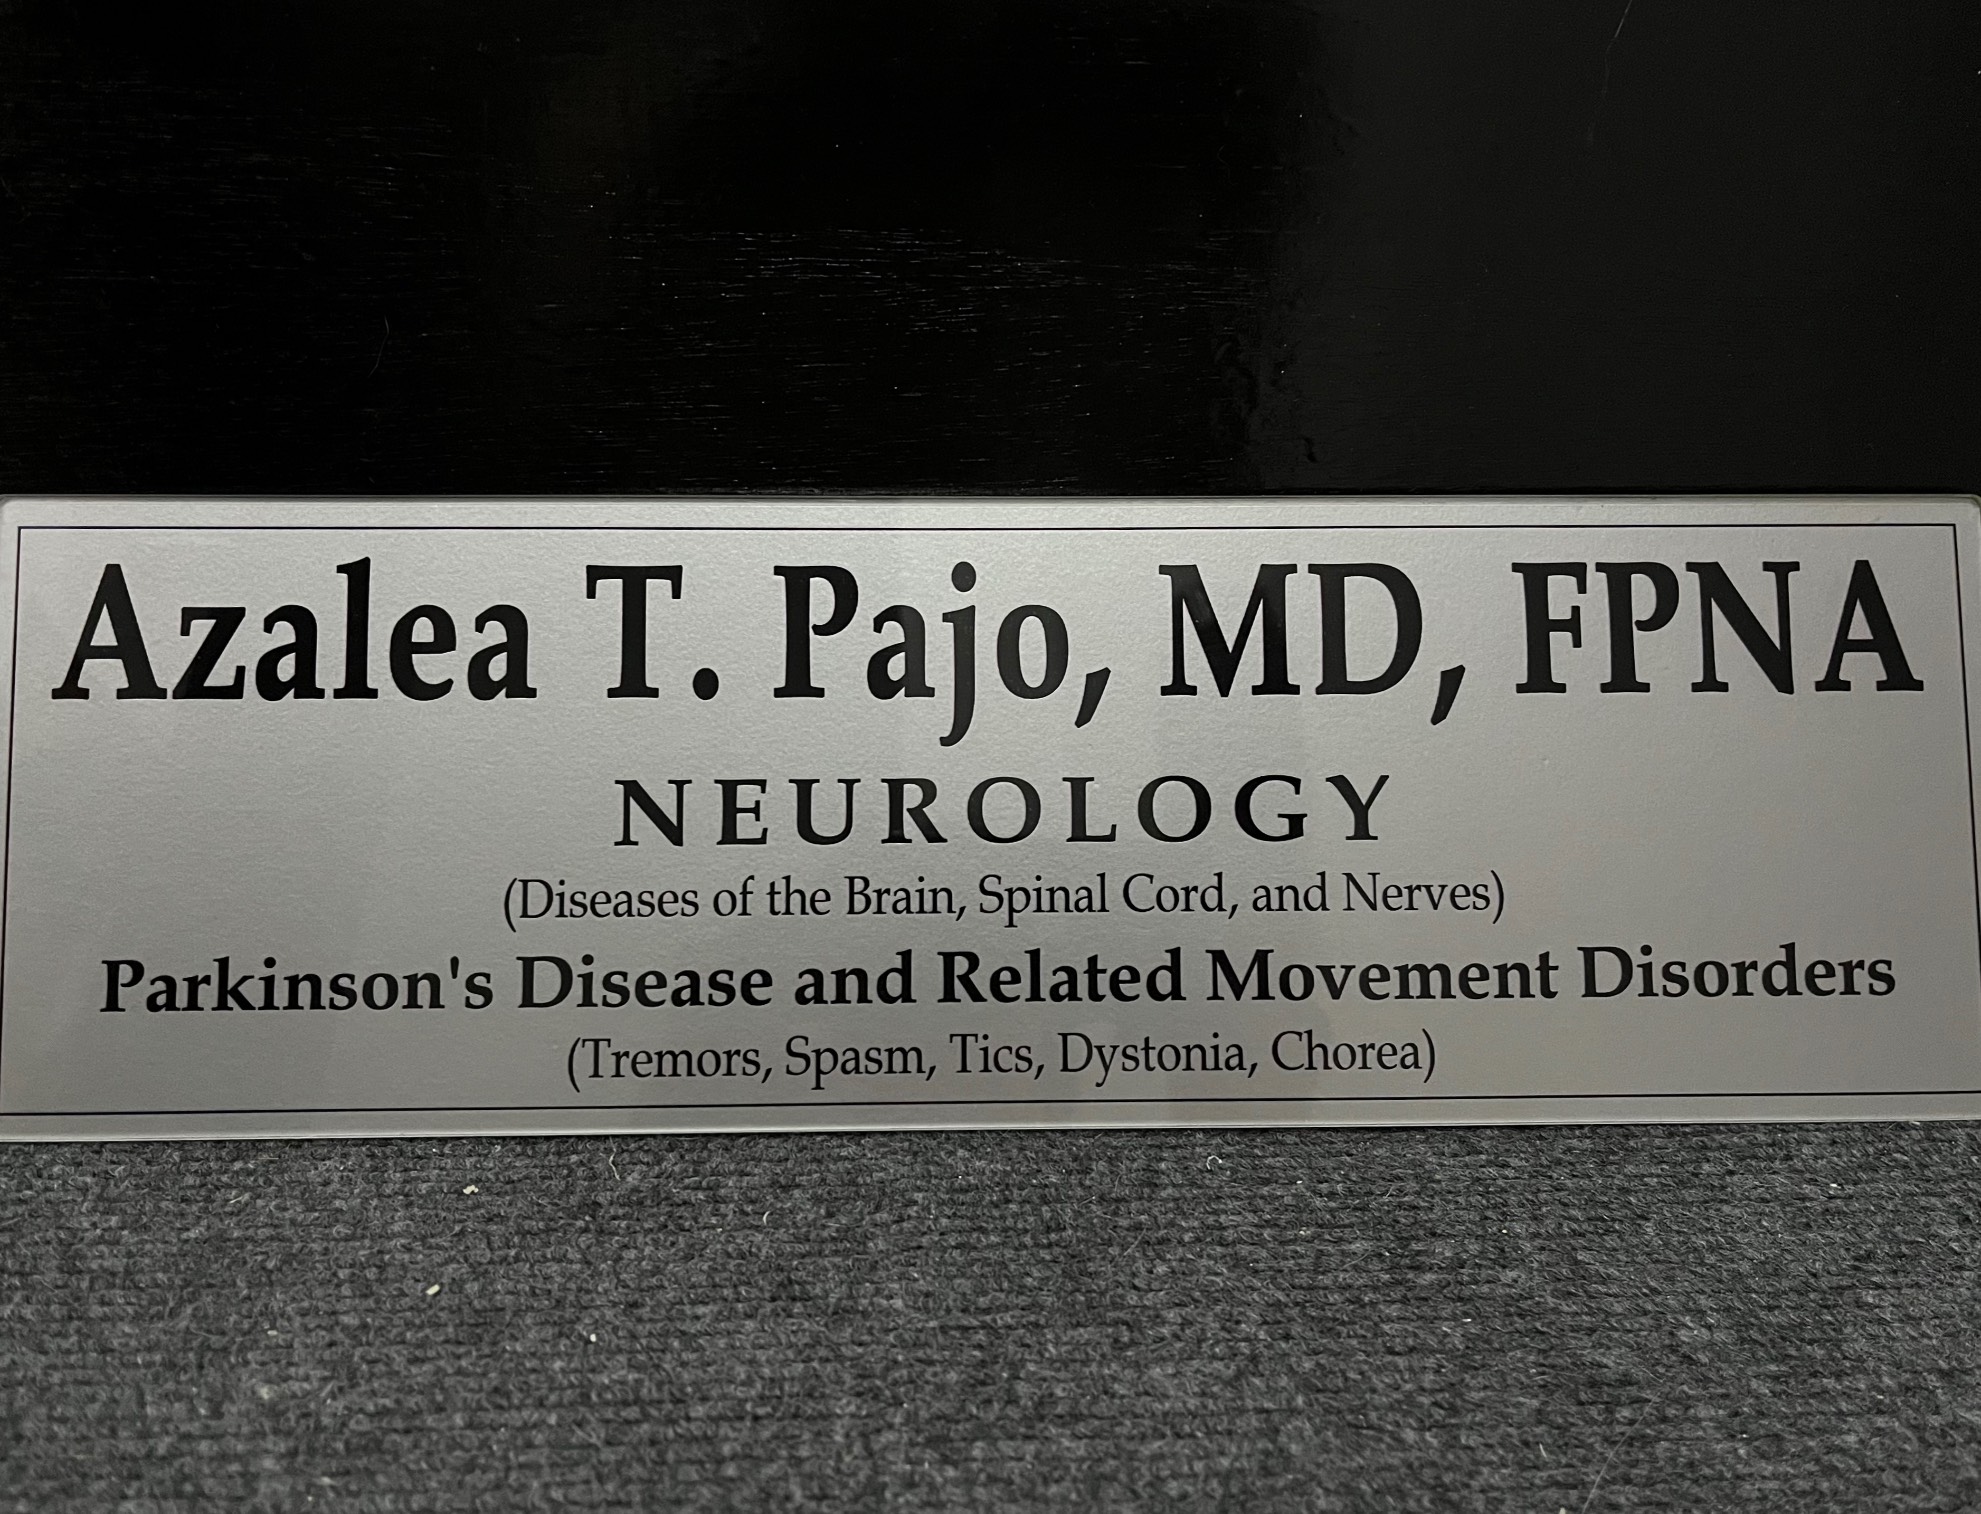 Azalea T. Pajo, MD, FPNA
NEUROLOGY
(Diseases of the Brain, Spinal Cord, and Nerves)
Parkinson's Disease and Related Movement Disorders
(Tremors, Spasm, Tics, Dystonia, Chorea)